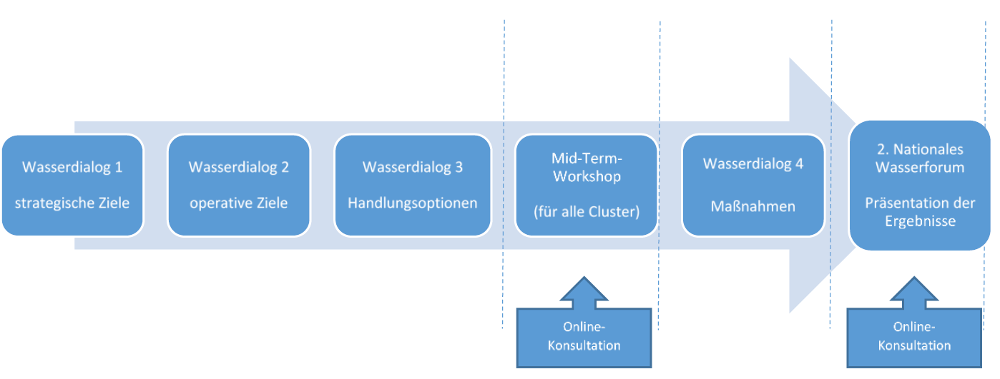 Wasserdialog 1
strategische Ziele
Wasserdialog 2
operative Ziele
Wasserdialog 3
Handlungsoptionen
Mid-Term-
Workshop
(für alle Cluster)
Wasserdialog 4
Maßnahmen
2. Nationales
Wasserforum
Präsentation der
Ergebnisse
Online-
Konsultation
Online-
Konsultation